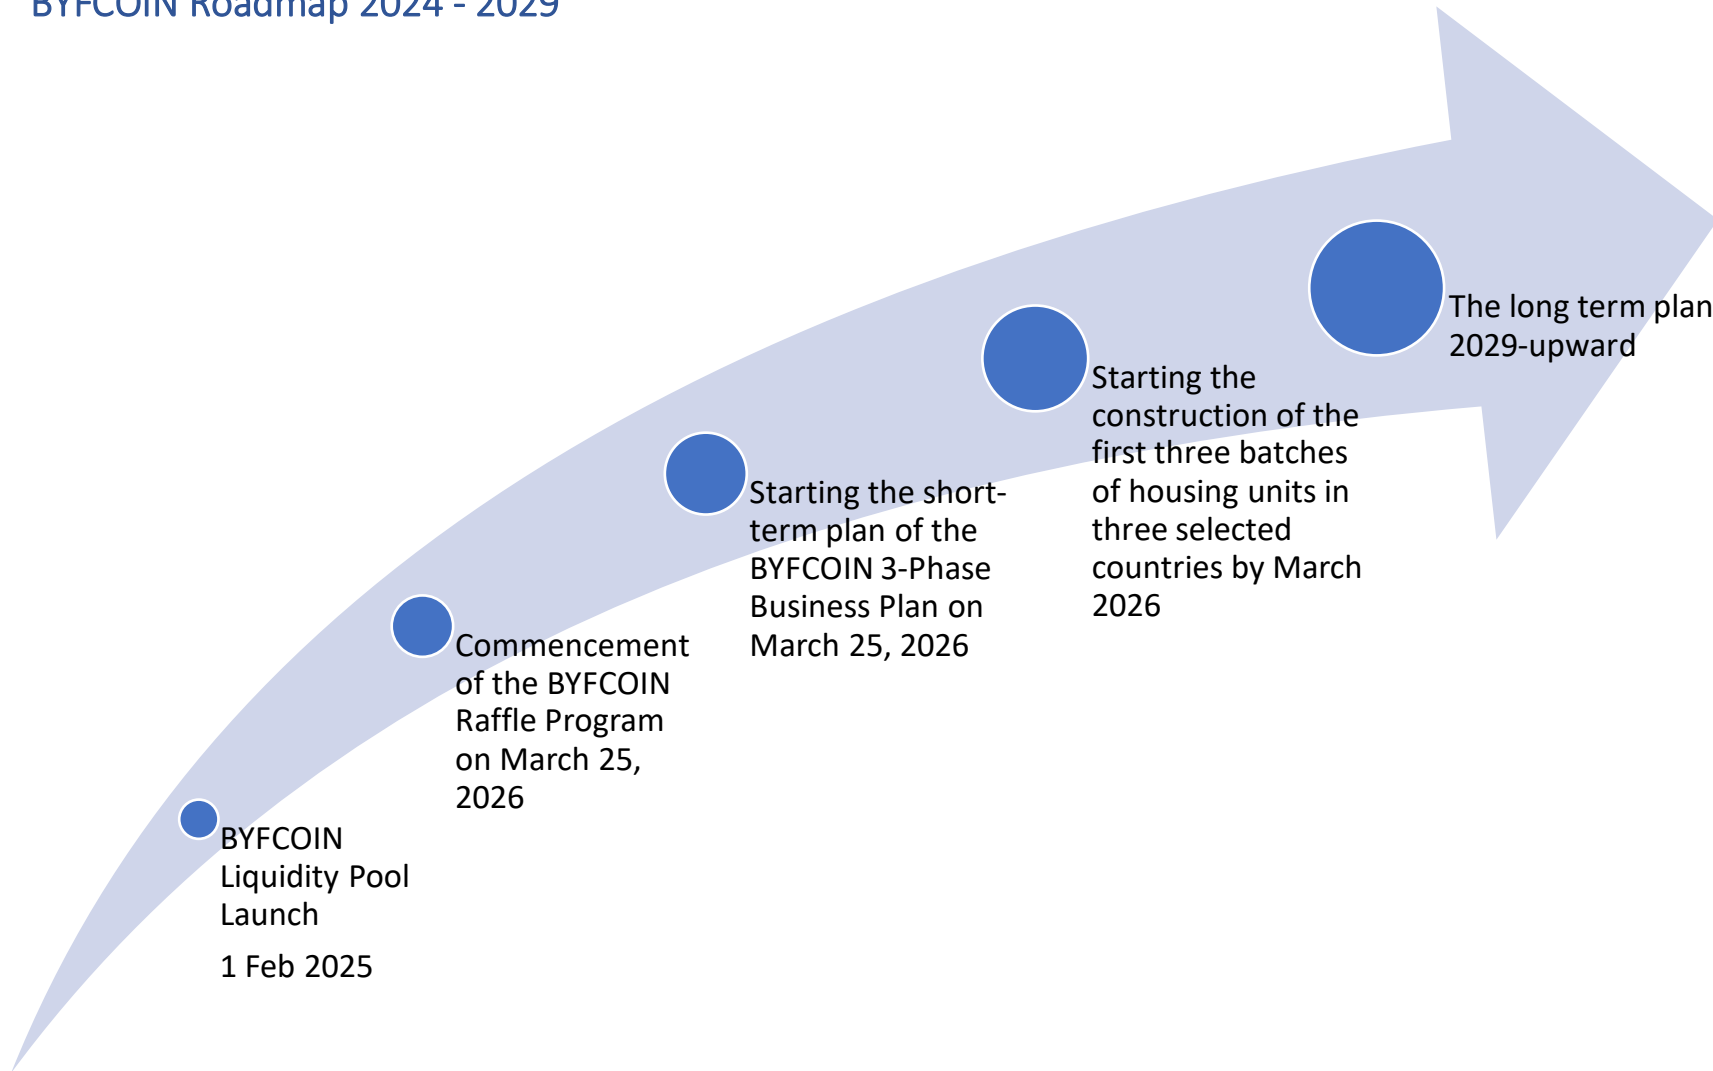 BYFCOIN Roadmap 2024 - 2029
The long term plan
2029-upward
Starting the
construction of the
first three batches
of housing units in
three selected
countries by March
2026
Starting the short-
term plan of the
BYFCOIN 3-Phase
Business Plan on
March 25, 2026
Commencement
of the BYFCOIN
Raffle Program
on March 25,
2026
BYFCOIN
Liquidity Pool
Launch
1 Feb 2025